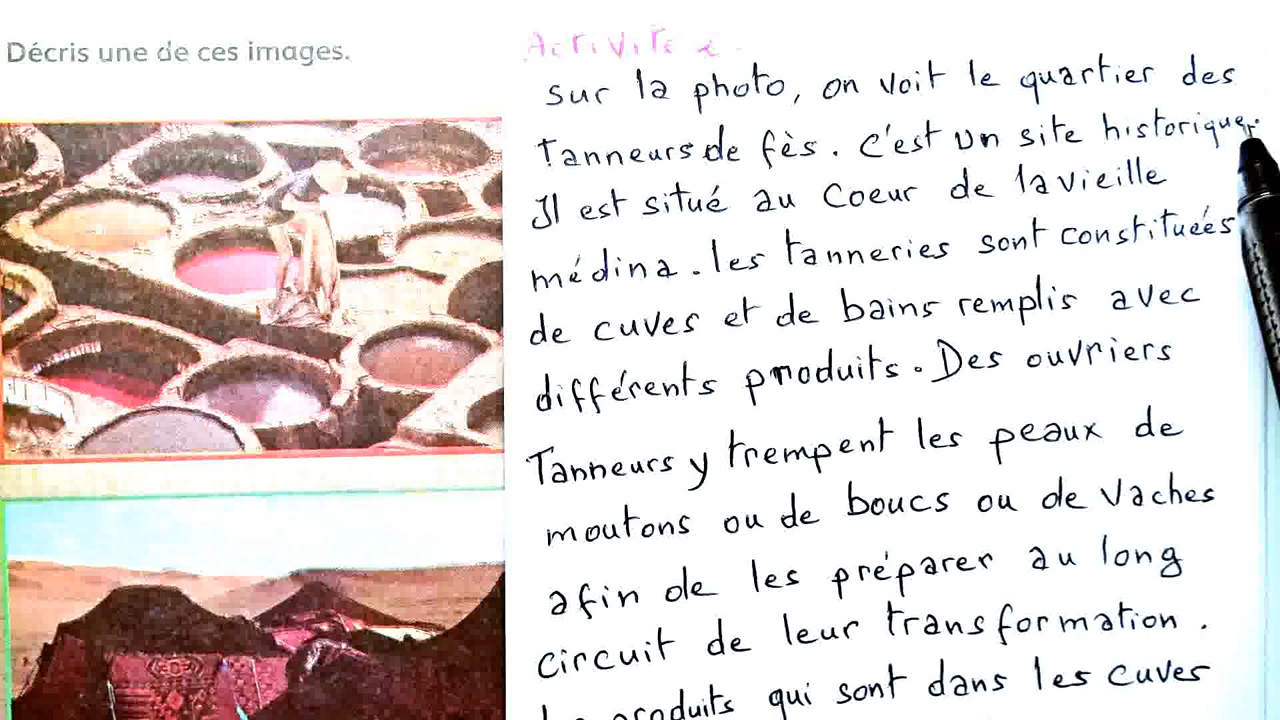 Décris une de ces images.
Activité 2.
sur la photo, on voit le quartier des
tanneurs de fès. c'est un site historique.
Il est situé au Coeur de la vieille
médina. les tanneries sont constituées
de cuves et de bains remplis avec
différents produits. Des ouvriers
Tanneurs y trempent les peaux de
moutons ou de boucs ou de vaches
afin de les préparer au long
circuit de leur transformation.
produits qui sont dans les cuves